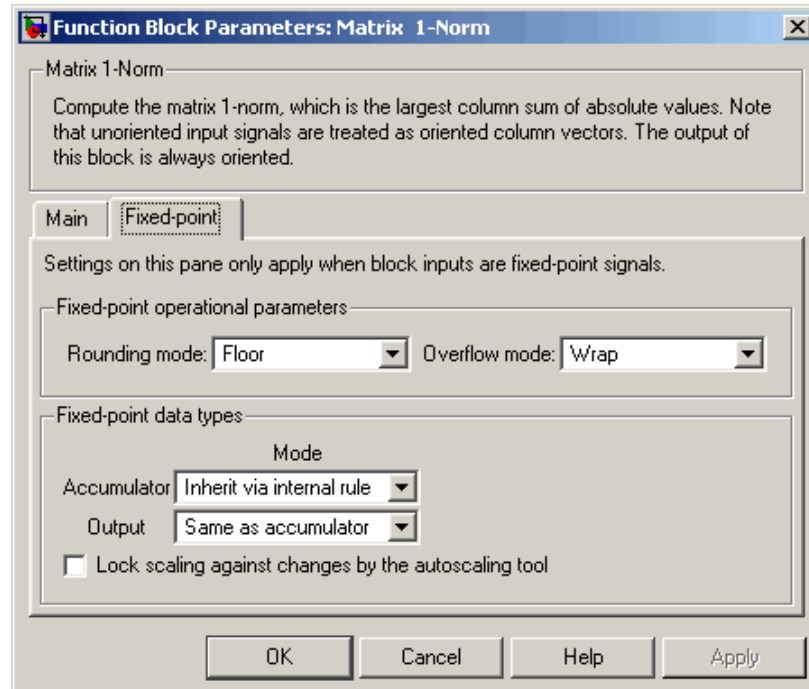 Function Block Parameters: Matrix 1-Norm
Matrix 1-Norm
Compute the matrix 1-norm, which is the largest column sum of absolute values. Note
that unoriented input signals are treated as oriented column vectors. The output of
this block is always oriented.
Main Fixed-point
Settings on this pane only apply when block inputs are fixed-point signals.
Fixed-point operational parameters
Rounding mode: Floor Overflow mode: Wrap
Fixed-point data types
Mode
Accumulator Inherit via internal rule
Output Same as accumulator
Lock scaling against changes by the autoscaling tool
OK Cancel Help Apply